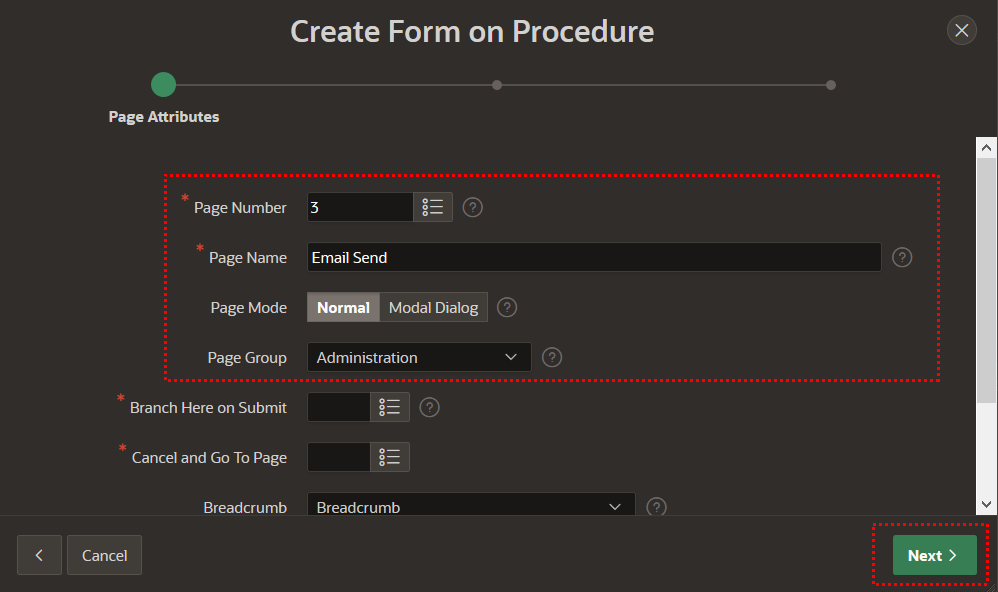 Create Form on Procedure
Page Attributes
* Page Number 3 ?
* Page Name Email Send ?
Page Mode Normal Modal Dialog ?
Page Group Administration ?
* Branch Here on Submit ?
* Cancel and Go To Page
Breadcrumb Breadcrumb ?
Cancel Next